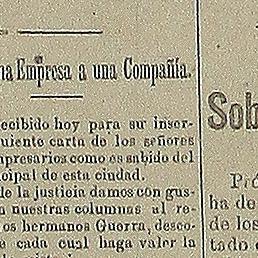 na Empresa a una Compañía.
ecibido hoy para su inser-
uiente carta de los señores
mpresarios como es sabido del
cipal de esta ciudad.
de la justicia damos con gus-
n nuestras columnas al re-
os hermanos Guerra, desco-
e cada cual haga valer la
Sob
Pró
ha de
de los
tado